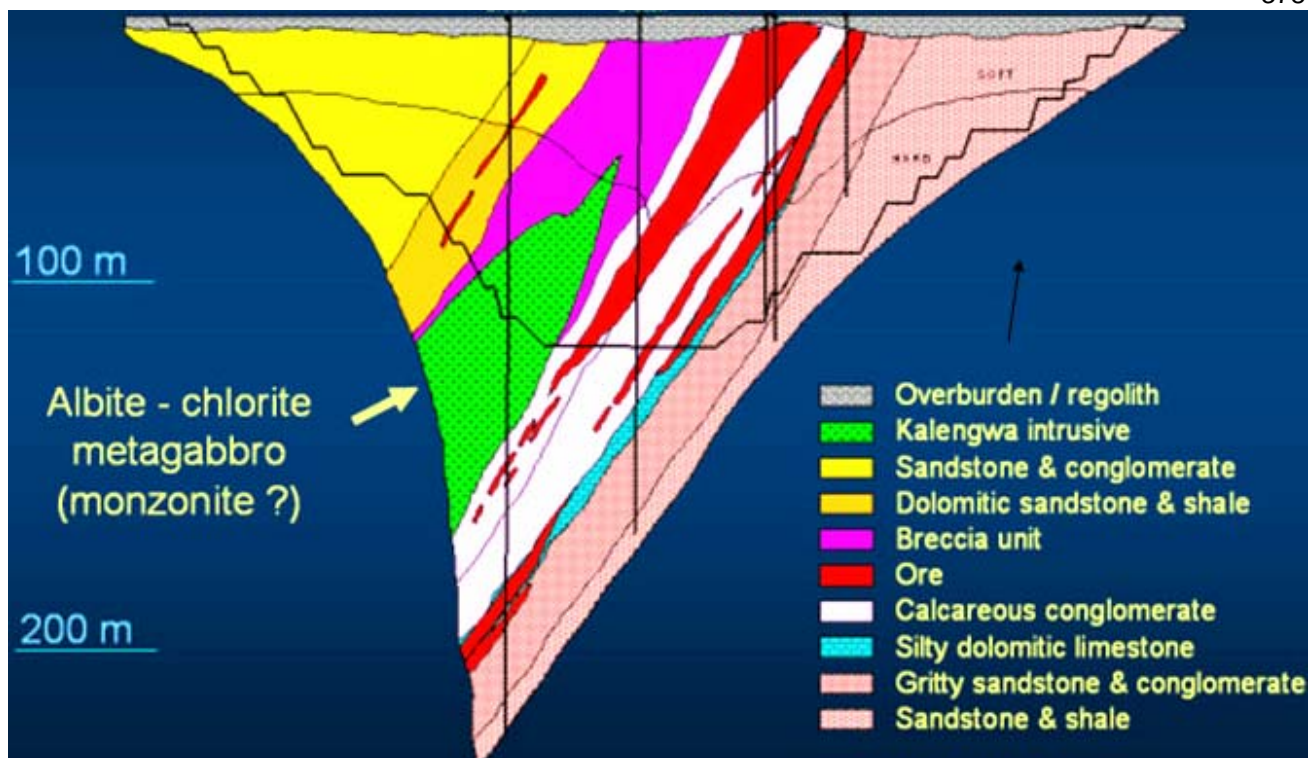 SOFT
HARD
100 m
Albite - chlorite
metagabbro
(monzonite ?)
200 m
Overburden / regolith
Kalengwa intrusive
Sandstone & conglomerate
Dolomitic sandstone & shale
Breccia unit
Ore
Calcareous conglomerate
Silty dolomitic limestone
Gritty sandstone & conglomerate
Sandstone & shale